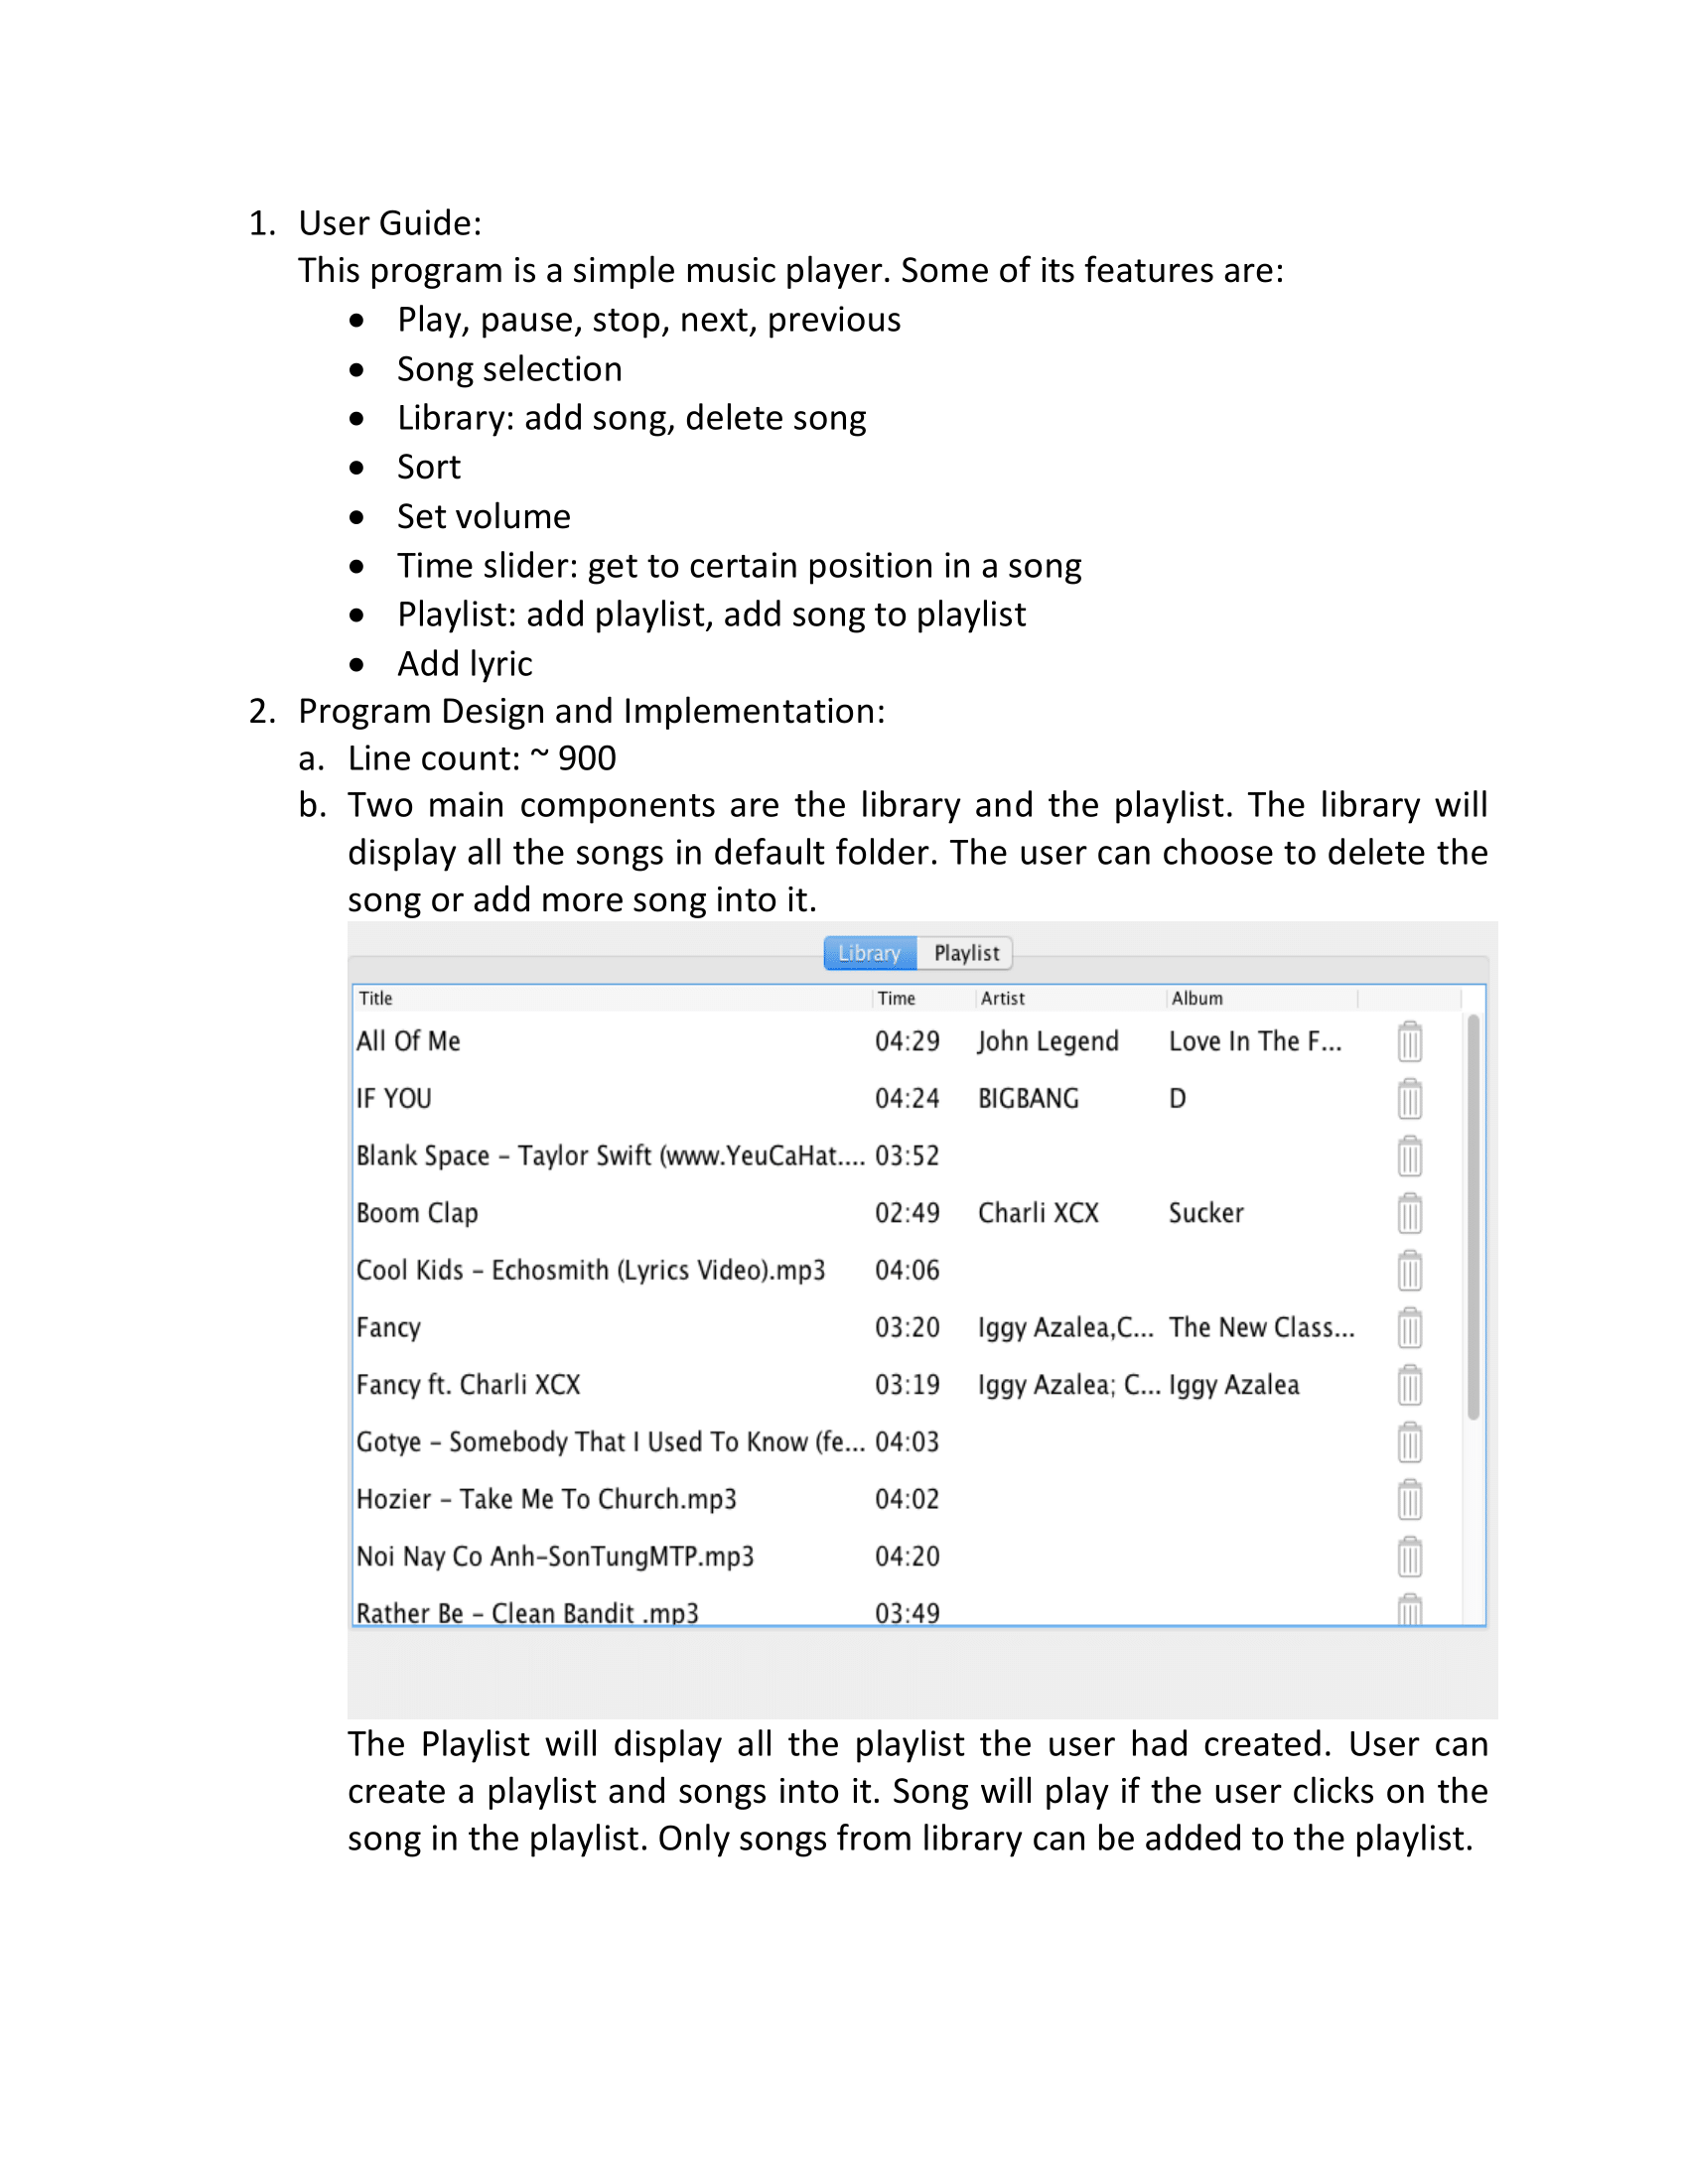 1. User Guide:
This program is a simple music player. Some of its features are:
• Play, pause, stop, next, previous
• Song selection
• Library: add song, delete song
• Sort
• Set volume
• Time slider: get to certain position in a song
• Playlist: add playlist, add song to playlist
• Add lyric
2. Program Design and Implementation:
a. Line count: ~ 900
b. Two main components are the library and the playlist. The library will
display all the songs in default folder. The user can choose to delete the
song or add more song into it.
Library Playlist
Title Time Artist Album
All Of Me 04:29 John Legend Love In The F...
IF YOU 04:24 BIGBANG D
Blank Space – Taylor Swift (www.YeuCaHat.... 03:52
Boom Clap 02:49 Charli XCX Sucker
Cool Kids – Echosmith (Lyrics Video).mp3 04:06
Fancy 03:20 Iggy Azalea,C... The New Class...
Fancy ft. Charli XCX 03:19 Iggy Azalea; C... Iggy Azalea
Gotye – Somebody That I Used To Know (fe... 04:03
Hozier – Take Me To Church.mp3 04:02
Noi Nay Co Anh–SonTungMTP.mp3 04:20
Rather Be – Clean Bandit .mp3 03:49
The Playlist will display all the playlist the user had created. User can
create a playlist and songs into it. Song will play if the user clicks on the
song in the playlist. Only songs from library can be added to the playlist.